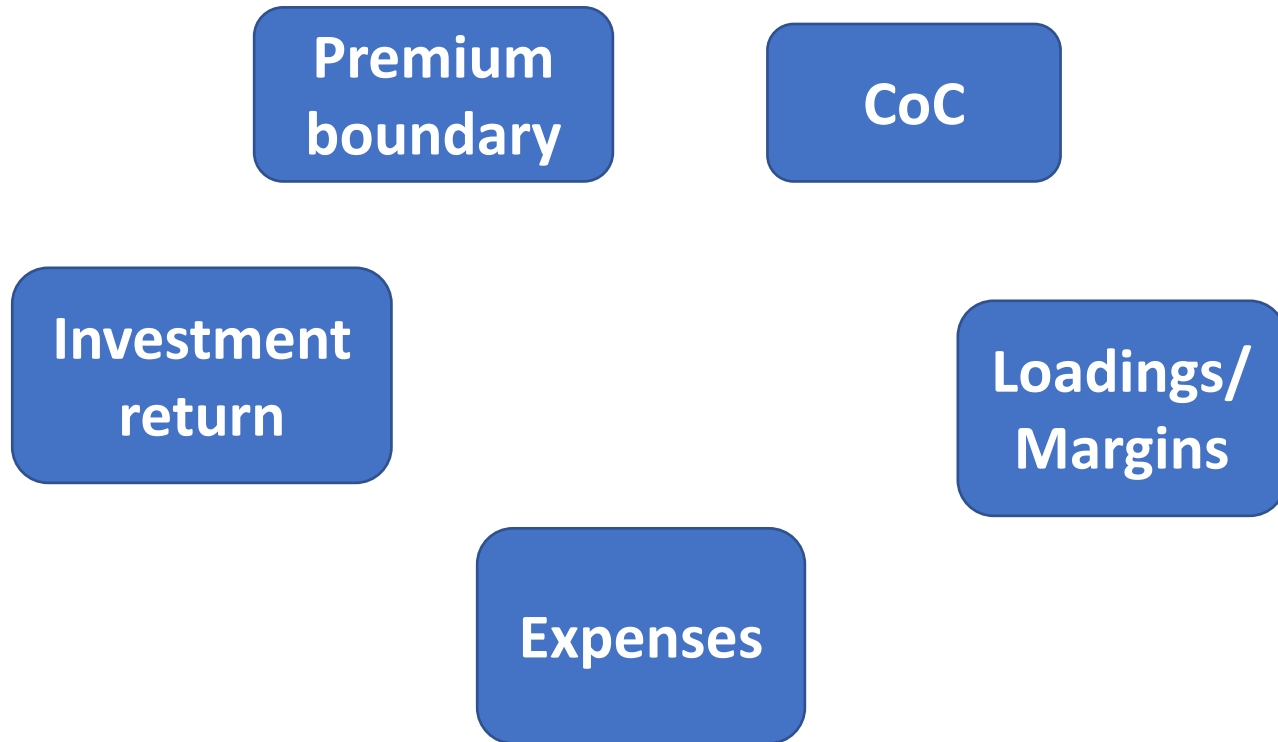 Premium
boundary
CoC
Investment
return
Loadings/
Margins
Expenses